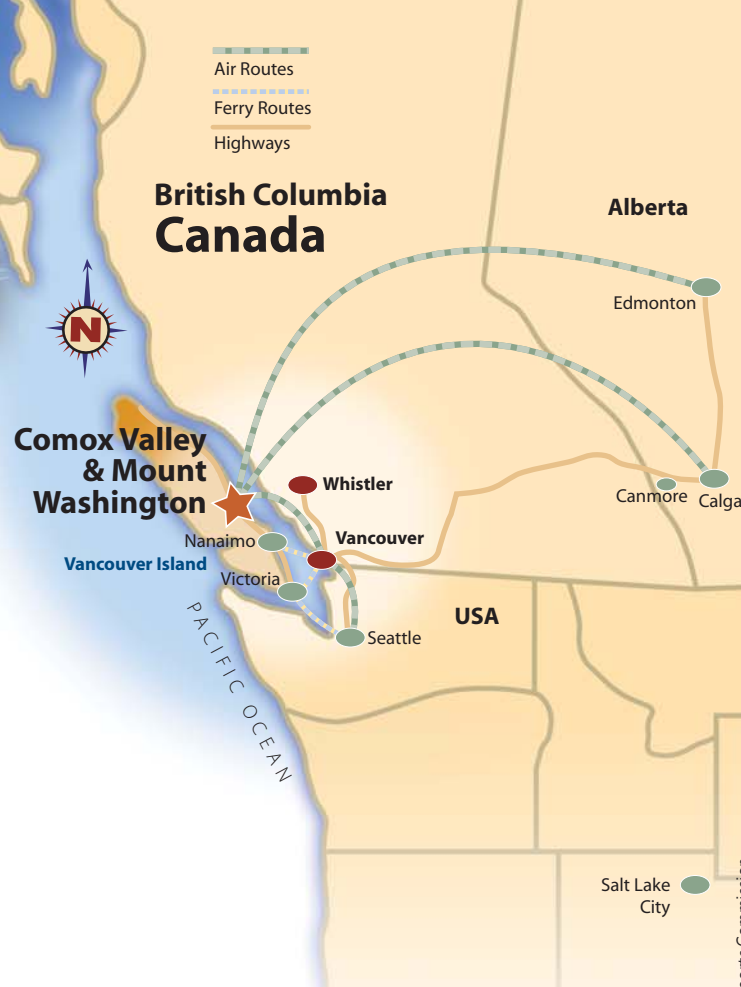 Air Routes
Ferry Routes
Highways
British Columbia
Canada
Alberta
Edmonton
N
Comox Valley
& Mount
Washington
Whistler
Canmore
Calga
Vancouver
Nanaimo
Vancouver Island
Victoria
PACIFIC OCEAN
USA
Seattle
Salt Lake
City